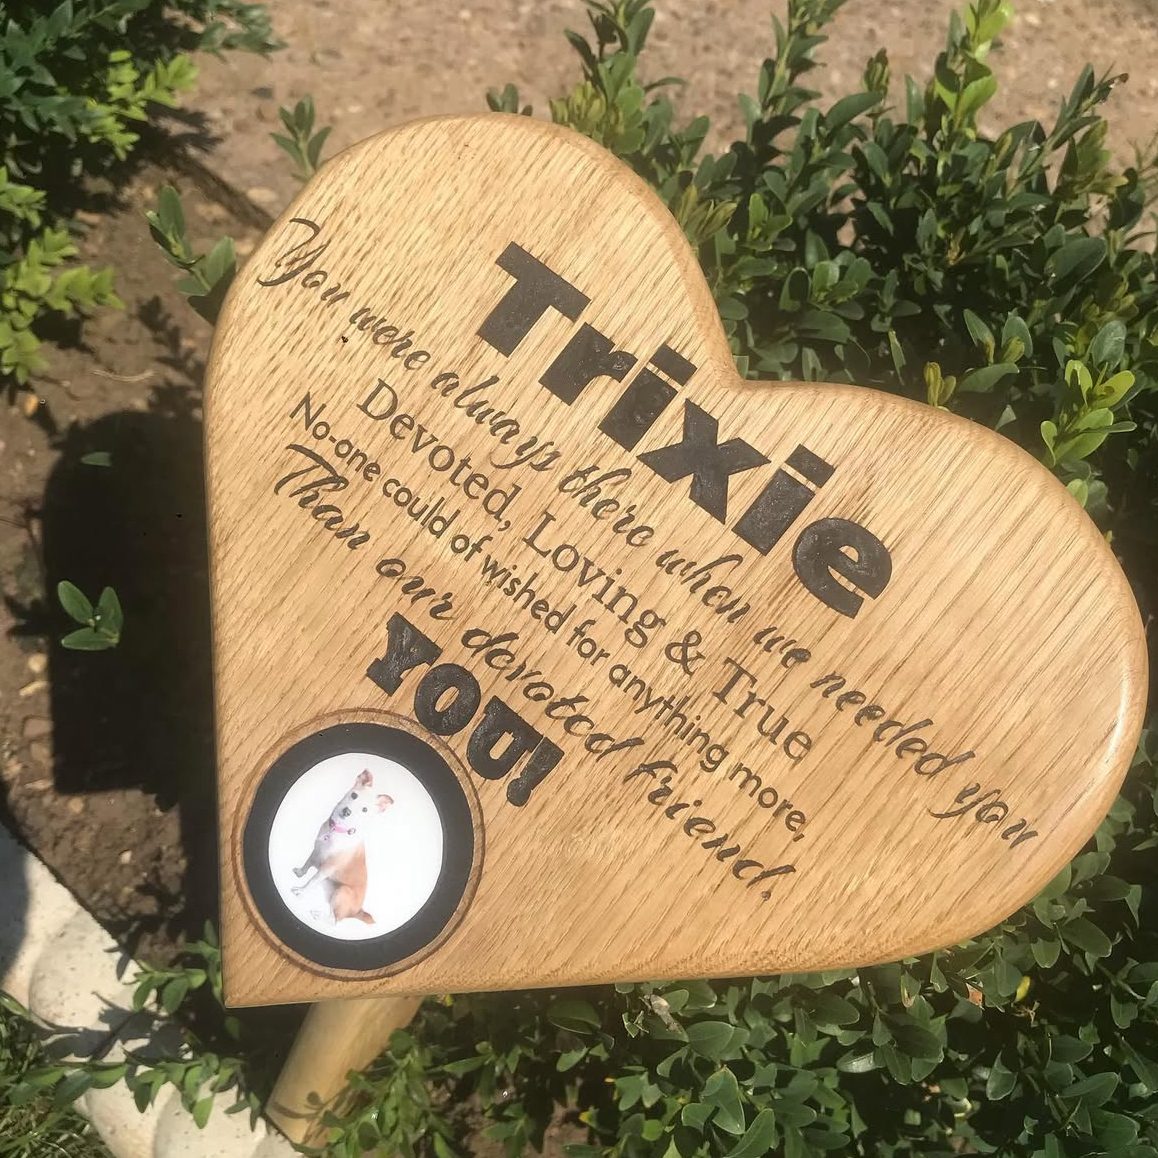 Trixie
You were always there when we needed you
Devoted, Loving & True
No-one could of wished for anything more,
Than our devoted friend,
YOU!